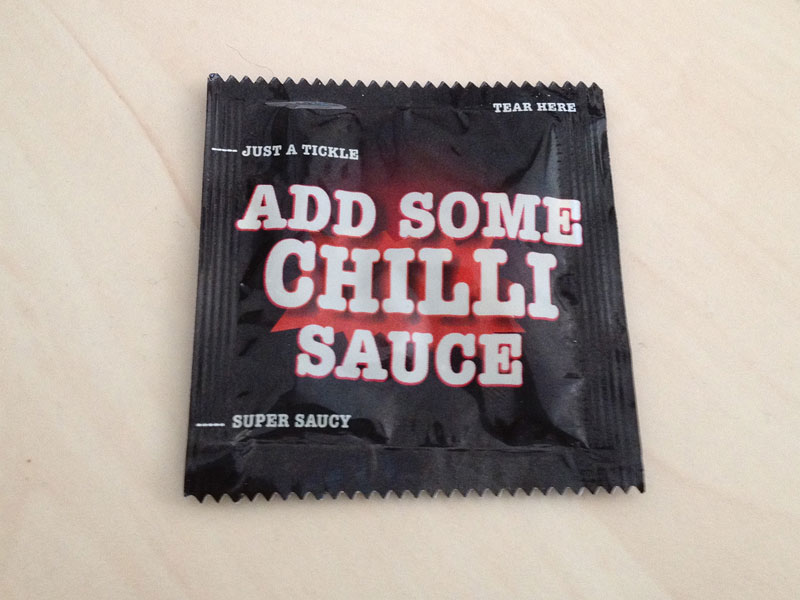 TEAR HERE
JUST A TICKLE
ADD SOME
CHILLI
SAUCE
SUPER SAUCY